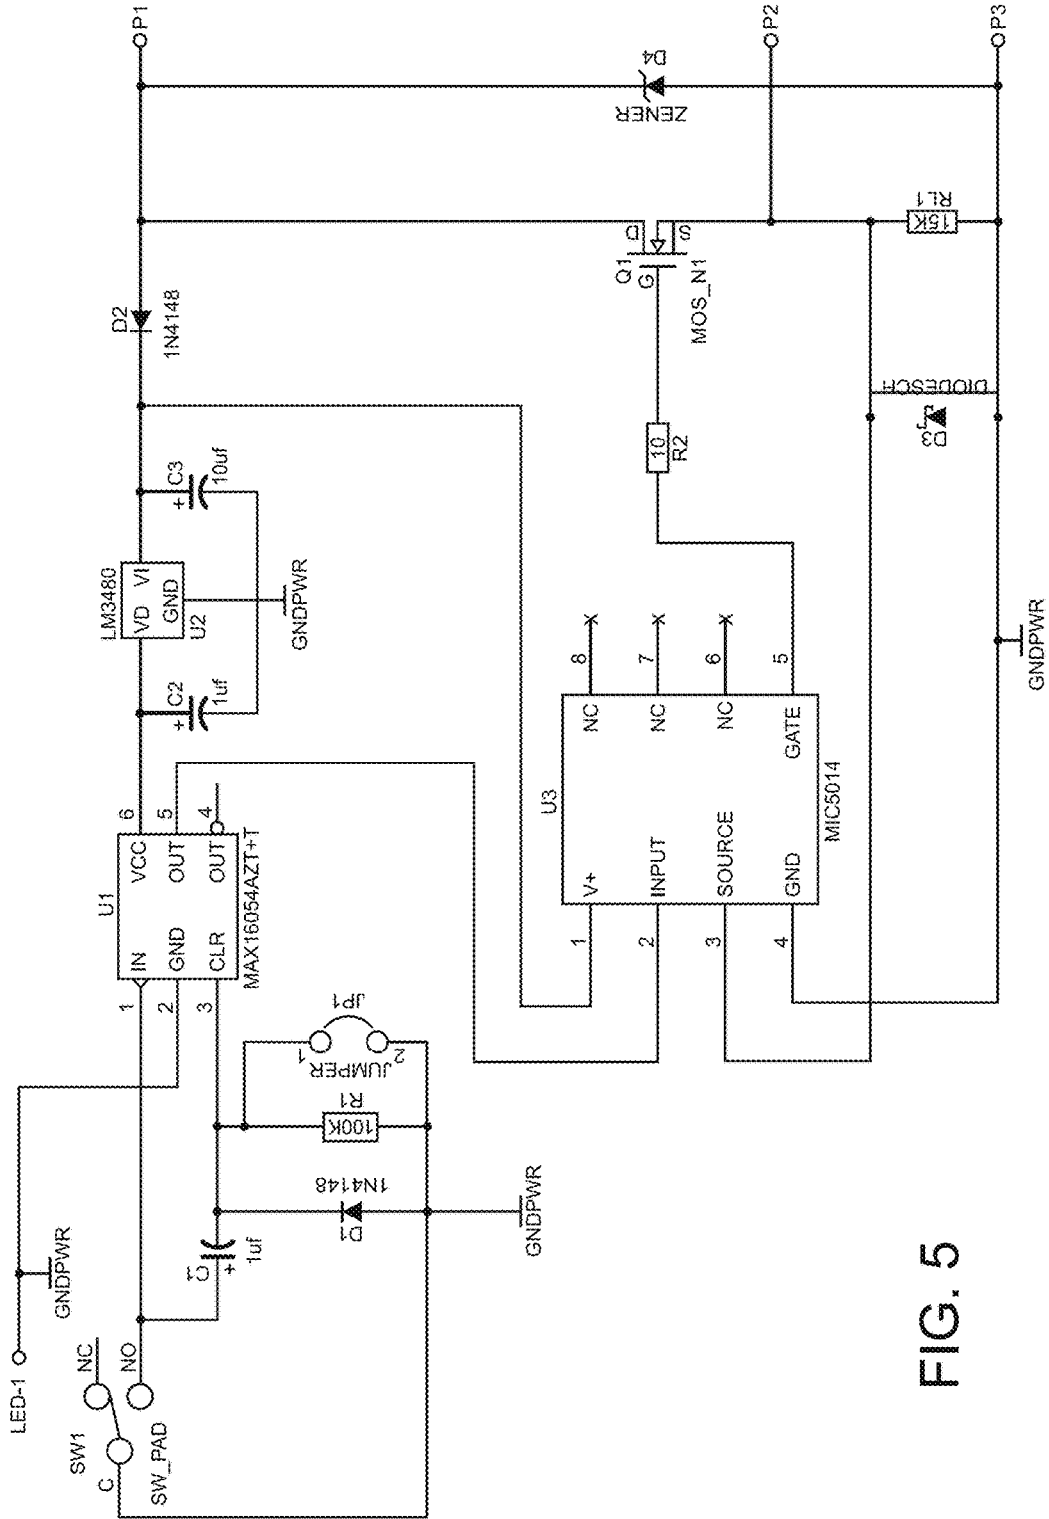 LED-1
GNDPWR
SW1
NC
NO
C
SW_PAD
C1
+
1uf
D1
1N4148
R1
100K
JUMPER
1
2
JP1
GNDPWR
U1
IN
GND
CLR
VCC
OUT
OUT
1
2
3
6
5
4
MAX16054AZT+T
+
C2
1uf
LM3480
VD
VI
GND
U2
+
C3
10uf
GNDPWR
D2
1N4148
P1
U3
V+
INPUT
SOURCE
GND
NC
NC
NC
GATE
1
2
3
4
8
7
6
5
MIC5014
10
R2
Q1
G
D
S
MOS_N1
D4
ZENER
P2
D3
DIODESCH
15K
RL1
GNDPWR
P3
FIG. 5